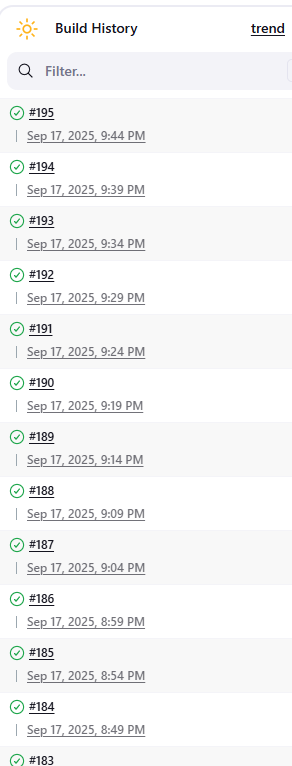 Build History
trend
Filter...
#195
Sep 17, 2025, 9:44 PM
#194
Sep 17, 2025, 9:39 PM
#193
Sep 17, 2025, 9:34 PM
#192
Sep 17, 2025, 9:29 PM
#191
Sep 17, 2025, 9:24 PM
#190
Sep 17, 2025, 9:19 PM
#189
Sep 17, 2025, 9:14 PM
#188
Sep 17, 2025, 9:09 PM
#187
Sep 17, 2025, 9:04 PM
#186
Sep 17, 2025, 8:59 PM
#185
Sep 17, 2025, 8:54 PM
#184
Sep 17, 2025, 8:49 PM
#183